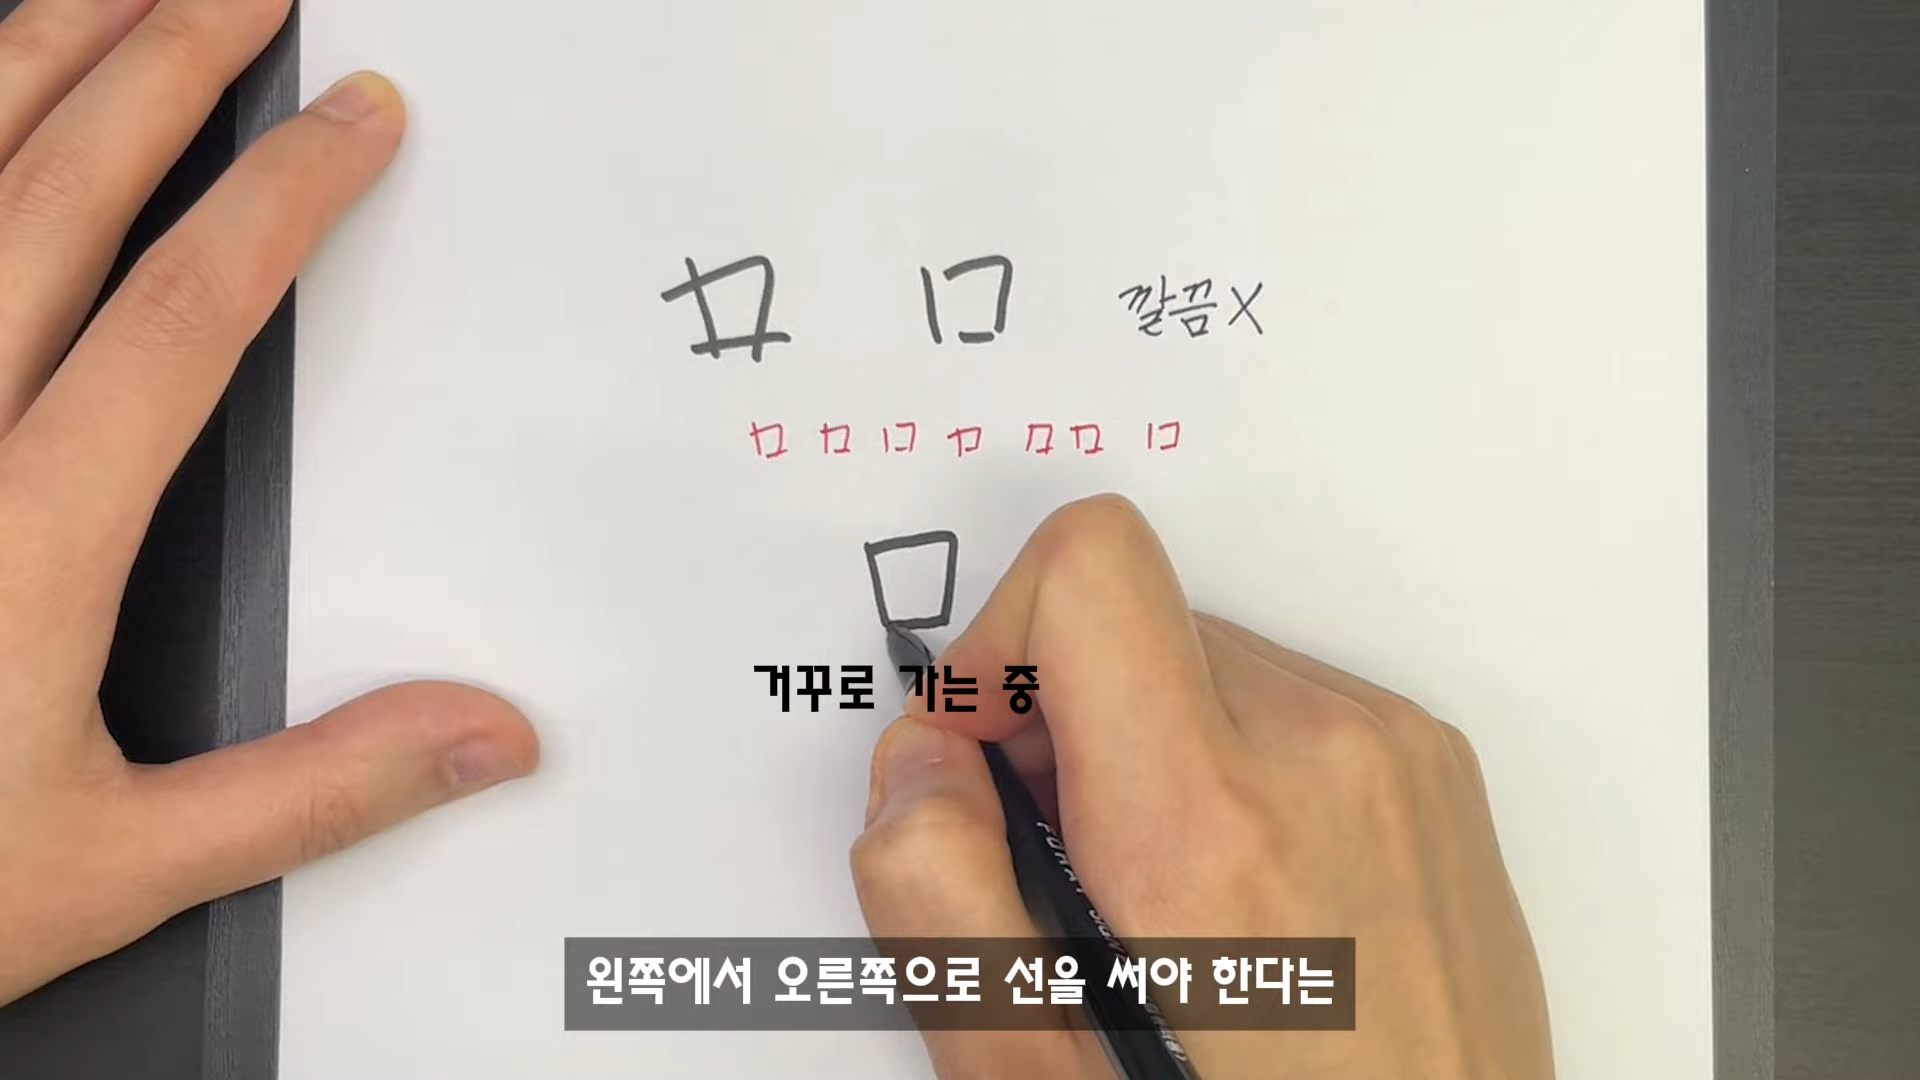 ㅁ ㅁ 깔끔X
ㅁ ㅁ ㅁ ㅁ ㅁ ㅁ ㅁ
ㅁ
거꾸로 가는 중
왼쪽에서 오른쪽으로 선을 써야 한다는